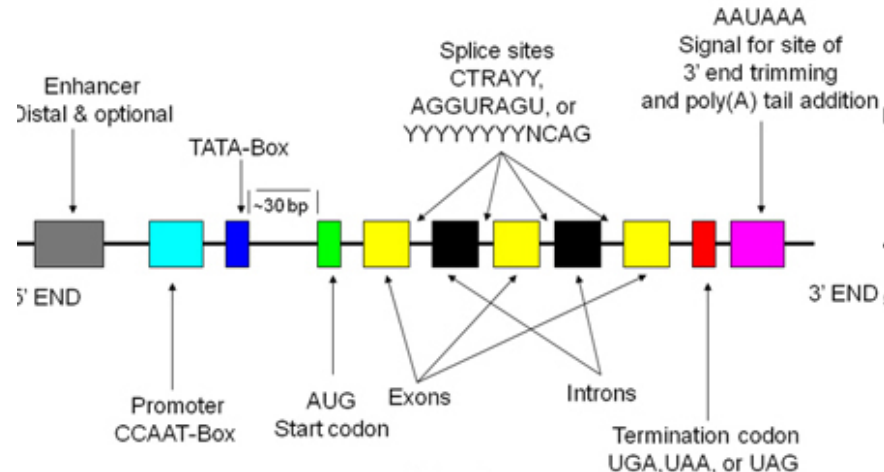 Enhancer
Distal & optional
TATA-Box
~30 bp
Splice sites
CTRAYY,
AGGURAGU, or
YYYYYYYYNCAG
AAUAAA
Signal for site of
3' end trimming
and poly(A) tail addition
5' END
3' END
Promoter
CCAAT-Box
AUG
Start codon
Exons
Introns
Termination codon
UGA,UAA, or UAG